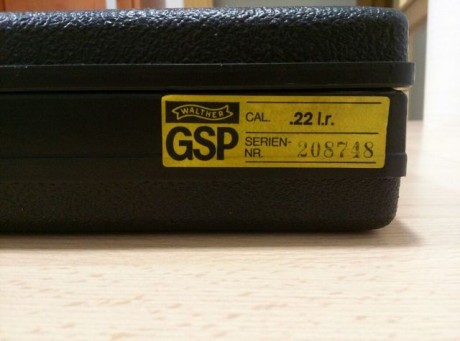 WALTHER
GSP
CAL. .22 l.r.
SERIEN-
NR. 208748